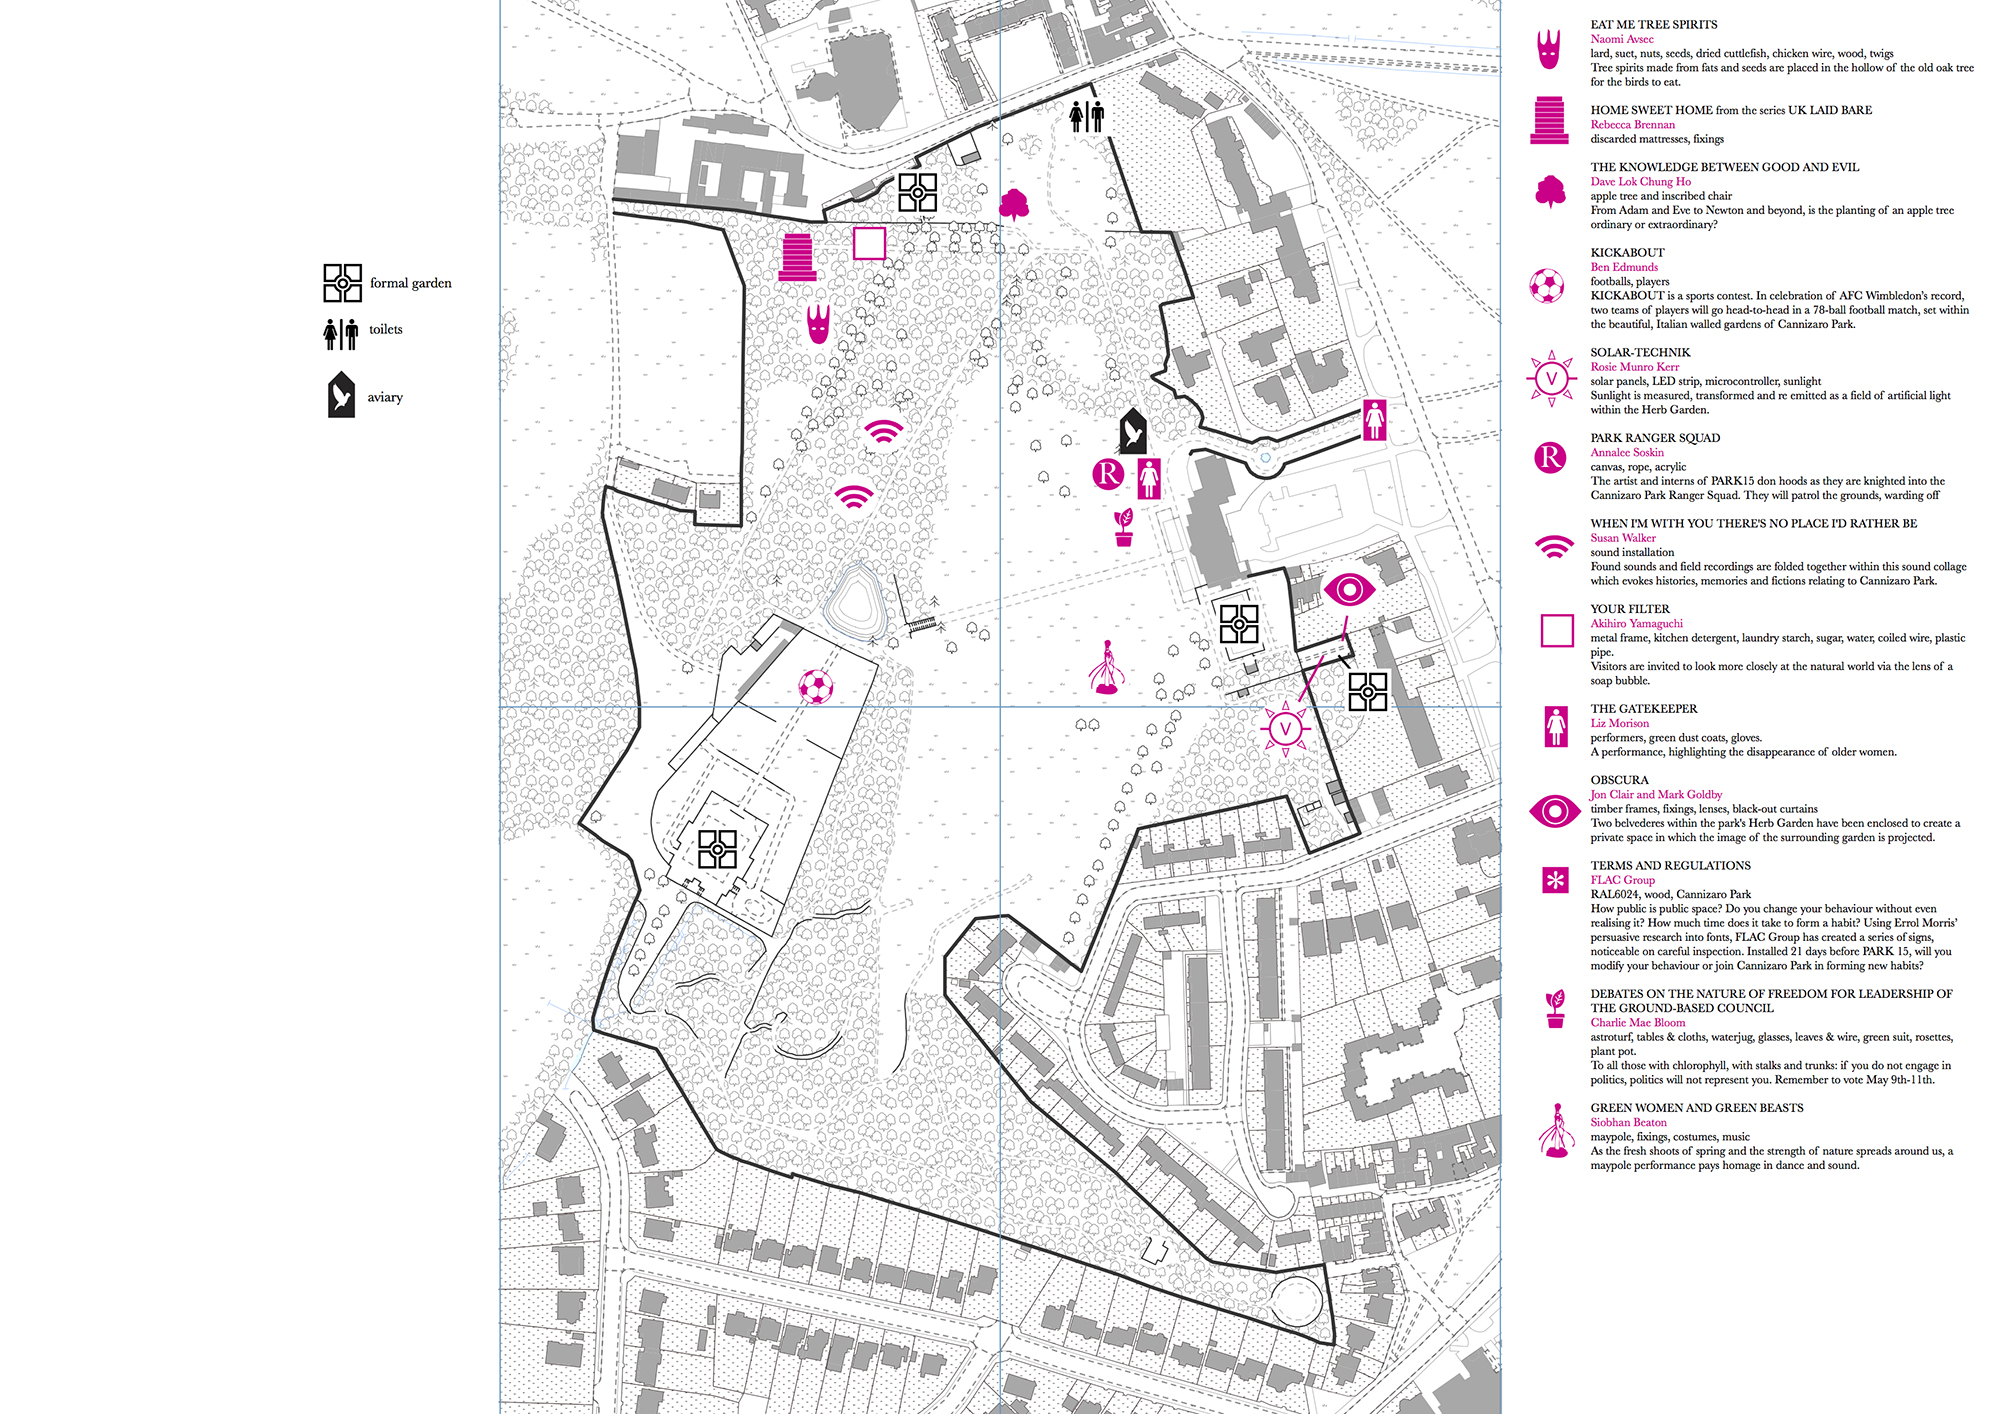 formal garden
toilets
aviary
R
V
EAT ME TREE SPIRITS
Naomi Avsec
lard, suet, nuts, seeds, dried cuttlefish, chicken wire, wood, twigs
Tree spirits made from fats and seeds are placed in the hollow of the old oak tree
for the birds to eat.
HOME SWEET HOME from the series UK LAID BARE
Rebecca Brennan
discarded mattresses, fixings
THE KNOWLEDGE BETWEEN GOOD AND EVIL
Dave Lok Chung Ho
apple tree and inscribed chair
From Adam and Eve to Newton and beyond, is the planting of an apple tree
ordinary or extraordinary?
KICKABOUT
Ben Edmunds
footballs, players
KICKABOUT is a sports contest. In celebration of AFC Wimbledon's record,
two teams of players will go head-to-head in a 78-ball football match, set within
the beautiful, Italian walled gardens of Cannizaro Park.
V
SOLAR-TECHNIK
Rosie Munro Kerr
solar panels, LED strip, microcontroller, sunlight
Sunlight is measured, transformed and re emitted as a field of artificial light
within the Herb Garden.
R
PARK RANGER SQUAD
Annalee Soskin
canvas, rope, acrylic
The artist and interns of PARK15 don hoods as they are knighted into the
Cannizaro Park Ranger Squad. They will patrol the grounds, warding off
WHEN I'M WITH YOU THERE'S NO PLACE I'D RATHER BE
Susan Walker
sound installation
Found sounds and field recordings are folded together within this sound collage
which evokes histories, memories and fictions relating to Cannizaro Park.
YOUR FILTER
Akihiro Yamaguchi
metal frame, kitchen detergent, laundry starch, sugar, water, coiled wire, plastic
pipe.
Visitors are invited to look more closely at the natural world via the lens of a
soap bubble.
THE GATEKEEPER
Liz Morison
performers, green dust coats, gloves.
A performance, highlighting the disappearance of older women.
OBSCURA
Jon Clair and Mark Goldby
timber frames, fixings, lenses, black-out curtains
Two belvederes within the park's Herb Garden have been enclosed to create a
private space in which the image of the surrounding garden is projected.
TERMS AND REGULATIONS
FLAC Group
RAL6024, wood, Cannizaro Park
How public is public space? Do you change your behaviour without even
realising it? How much time does it take to form a habit? Using Errol Morris'
persuasive research into fonts, FLAC Group has created a series of signs,
noticeable on careful inspection. Installed 21 days before PARK 15, will you
modify your behaviour or join Cannizaro Park in forming new habits?
DEBATES ON THE NATURE OF FREEDOM FOR LEADERSHIP OF
THE GROUND-BASED COUNCIL
Charlie Mac Bloom
astroturf, tables & cloths, waterjug, glasses, leaves & wire, green suit, rosettes,
plant pot.
To all those with chlorophyll, with stalks and trunks: if you do not engage in
politics, politics will not represent you. Remember to vote May 9th-11th.
GREEN WOMEN AND GREEN BEASTS
Siobhan Beaton
maypole, fixings, costumes, music
As the fresh shoots of spring and the strength of nature spreads around us, a
maypole performance pays homage in dance and sound.